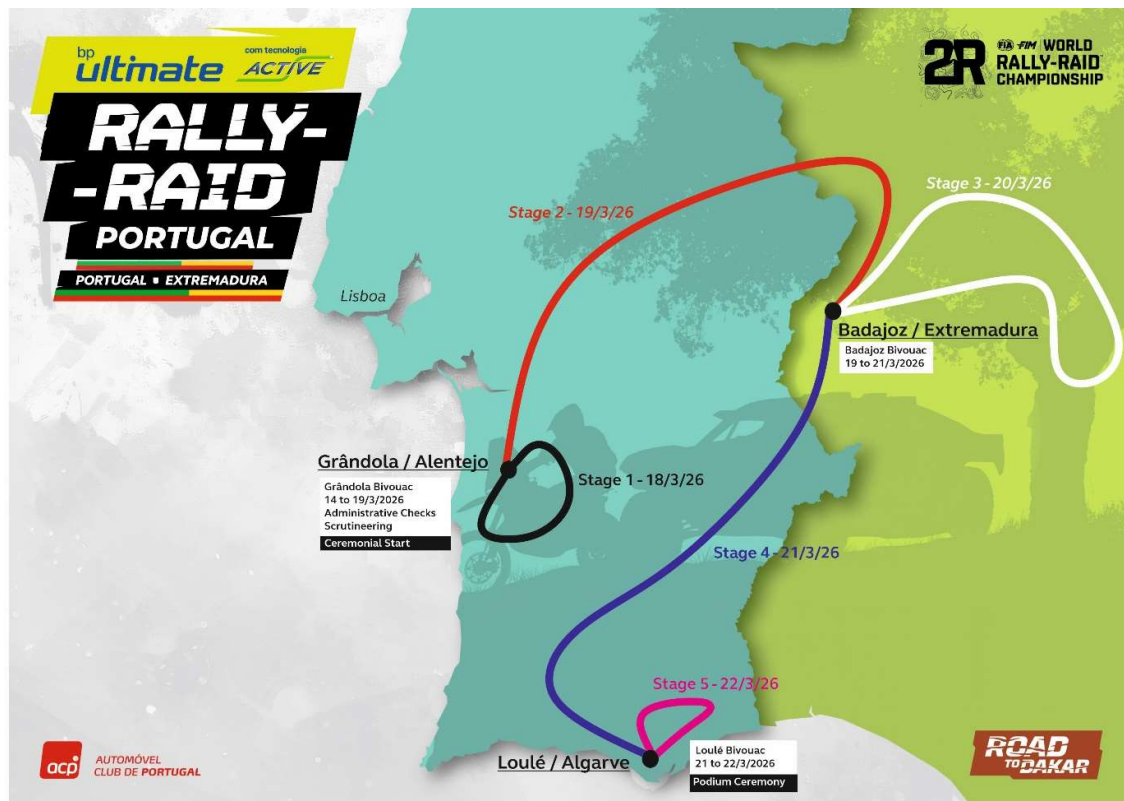 bp
ultimate
com tecnologia
ACTIVE
RALLY-
-RAID
PORTUGAL
PORTUGAL EXTREMADURA
2R
FIA FIM WORLD
RALLY-RAID
CHAMPIONSHIP
Stage 3 - 20/3/26
Stage 2 - 19/3/26
Lisboa
Badajoz / Extremadura
Badajoz Bivouac
19 to 21/3/2026
Grândola / Alentejo
Grândola Bivouac
14 to 19/3/2026
Administrative Checks
Scrutineering
Ceremonial Start
Stage 1 - 18/3/26
Stage 4 - 21/3/26
Stage 5 - 22/3/26
Loulé / Algarve
Loulé Bivouac
21 to 22/3/2026
Podium Ceremony
acp
AUTOMÓVEL
CLUB DE PORTUGAL
ROAD
TO DAKAR